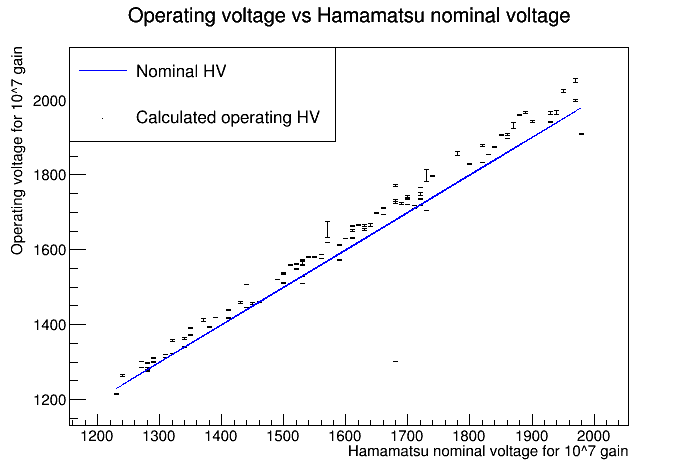 Operating voltage vs Hamamatsu nominal voltage
Operating voltage for 10^7 gain
Nominal HV
Calculated operating HV
2000
1800
1600
1400
1200
1200 1300 1400 1500 1600 1700 1800 1900 2000
Hamamatsu nominal voltage for 10^7 gain